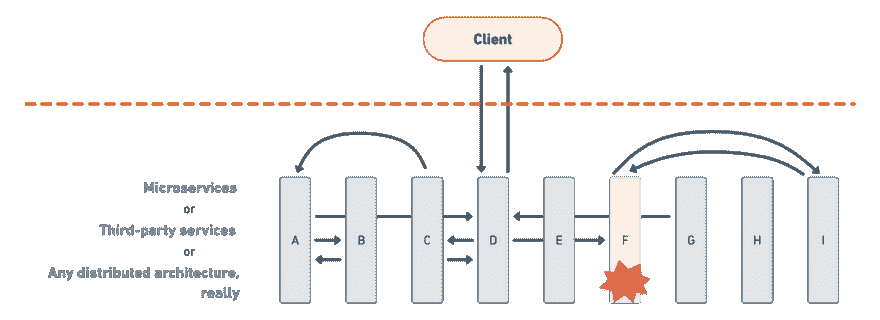 Client
Microservices
or
Third-party services
or
Any distributed architecture,
really
A B C D E F G H I